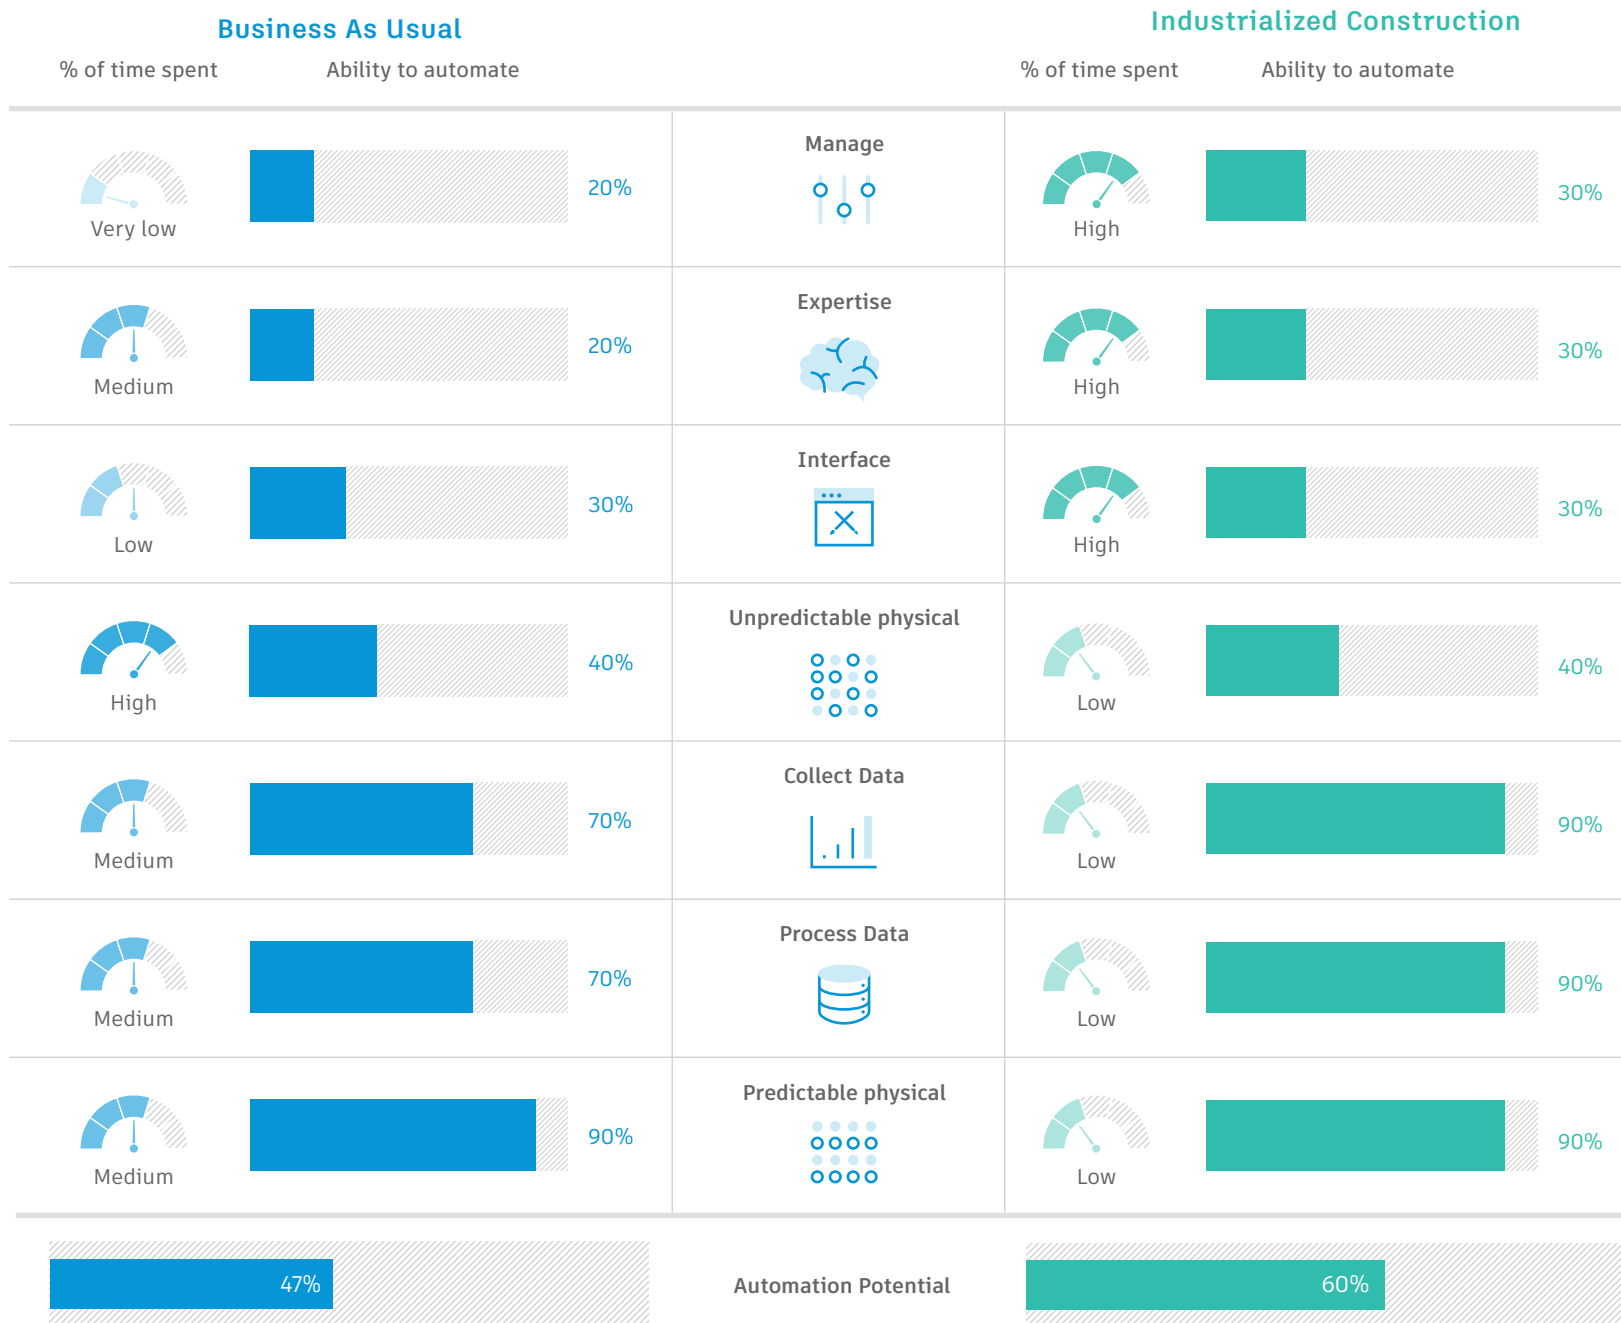 Business As Usual
Industrialized Construction
% of time spent
Ability to automate
% of time spent
Ability to automate
Very low
20%
Manage
High
30%
Medium
20%
Expertise
High
30%
Low
30%
Interface
High
30%
High
40%
Unpredictable physical
Low
40%
Medium
70%
Collect Data
Low
90%
Medium
70%
Process Data
Low
90%
Medium
90%
Predictable physical
Low
90%
47%
Automation Potential
60%